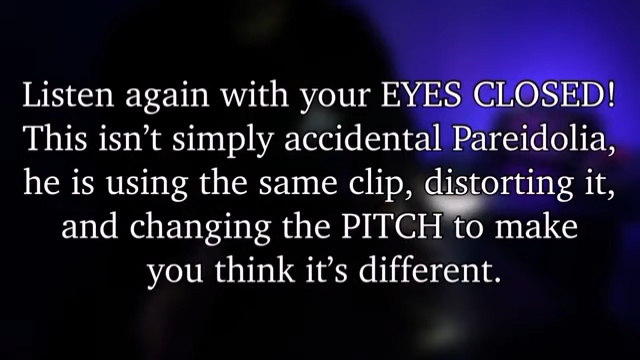 Listen again with your EYES CLOSED!
This isn’t simply accidental Pareidolia,
he is using the same clip, distorting it,
and changing the PITCH to make
you think it’s different.